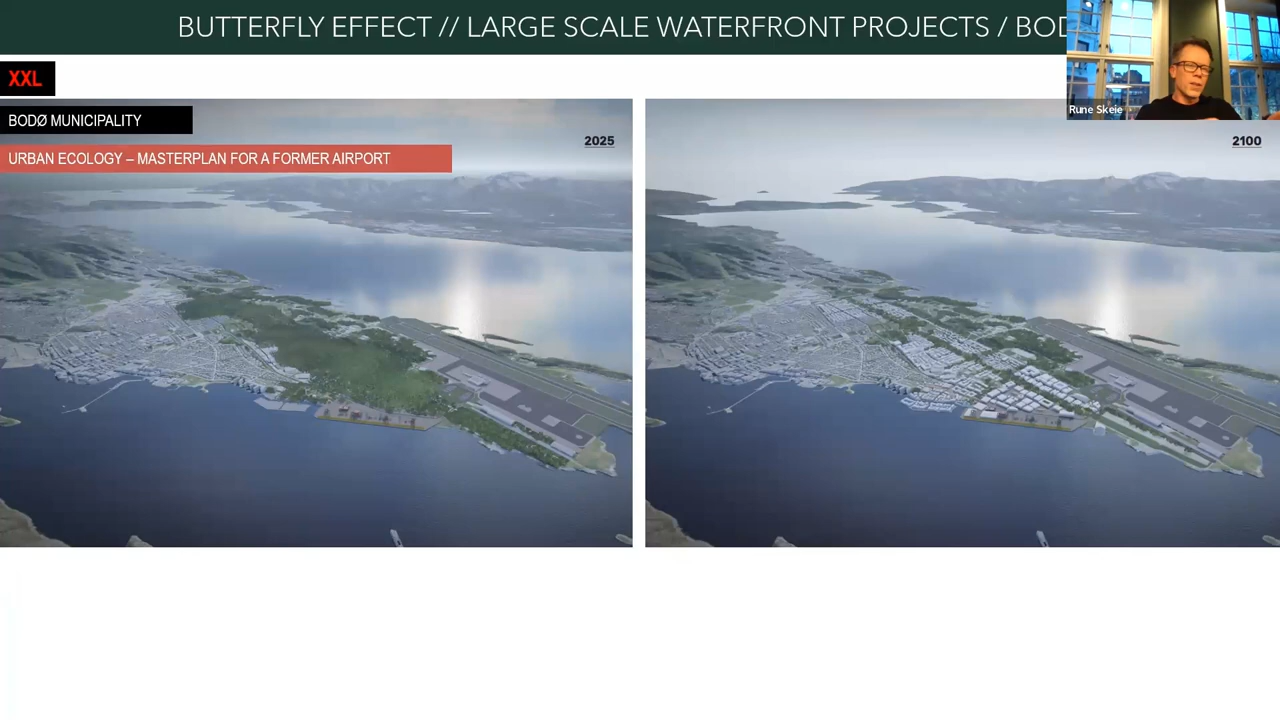 BUTTERFLY EFFECT // LARGE SCALE WATERFRONT PROJECTS / BOD
XXL
BODØ MUNICIPALITY
URBAN ECOLOGY – MASTERPLAN FOR A FORMER AIRPORT
2025
2100
Rune Skeie